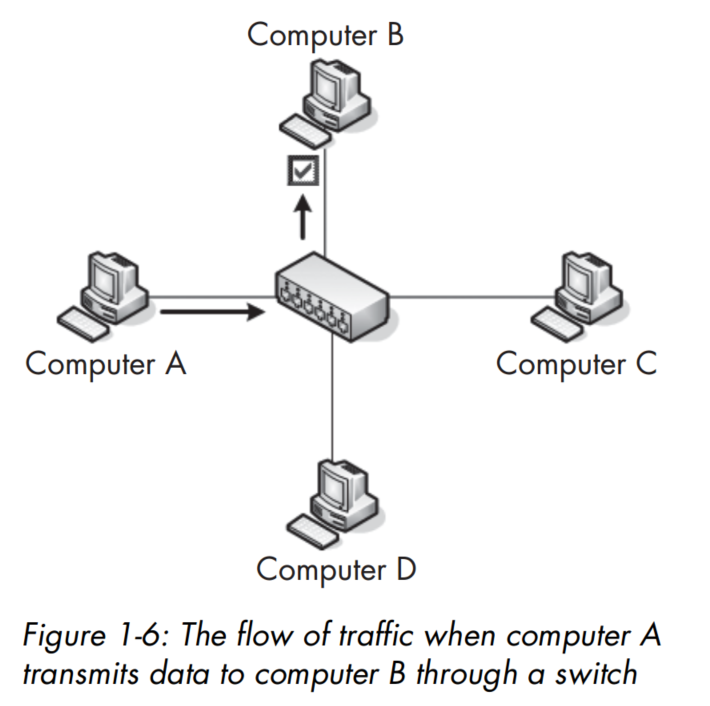 Computer B
Computer A
Computer C
Computer D
Figure 1-6: The flow of traffic when computer A
transmits data to computer B through a switch